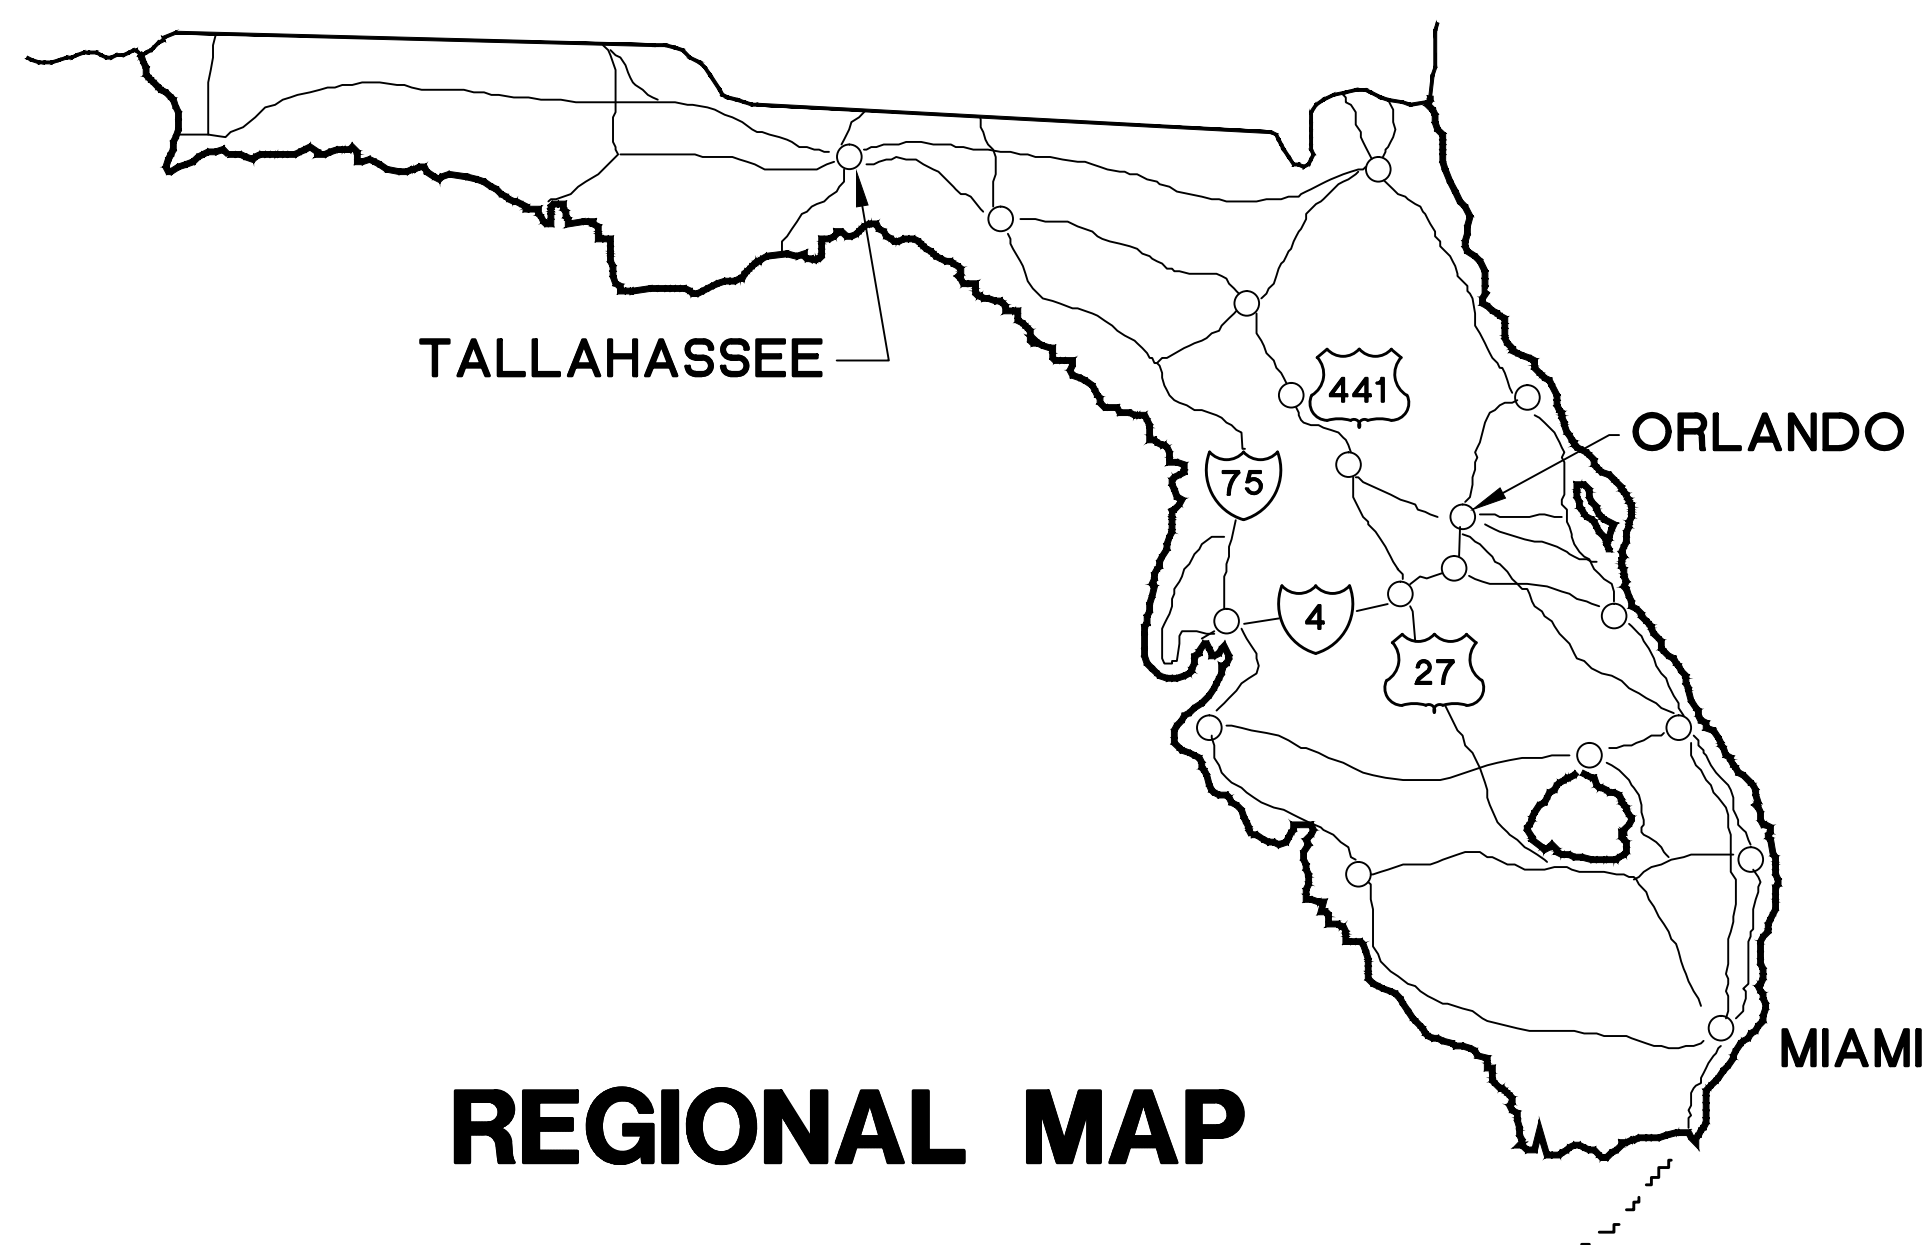 TALLAHASSEE
441
ORLANDO
75
4
27
MIAMI
REGIONAL MAP